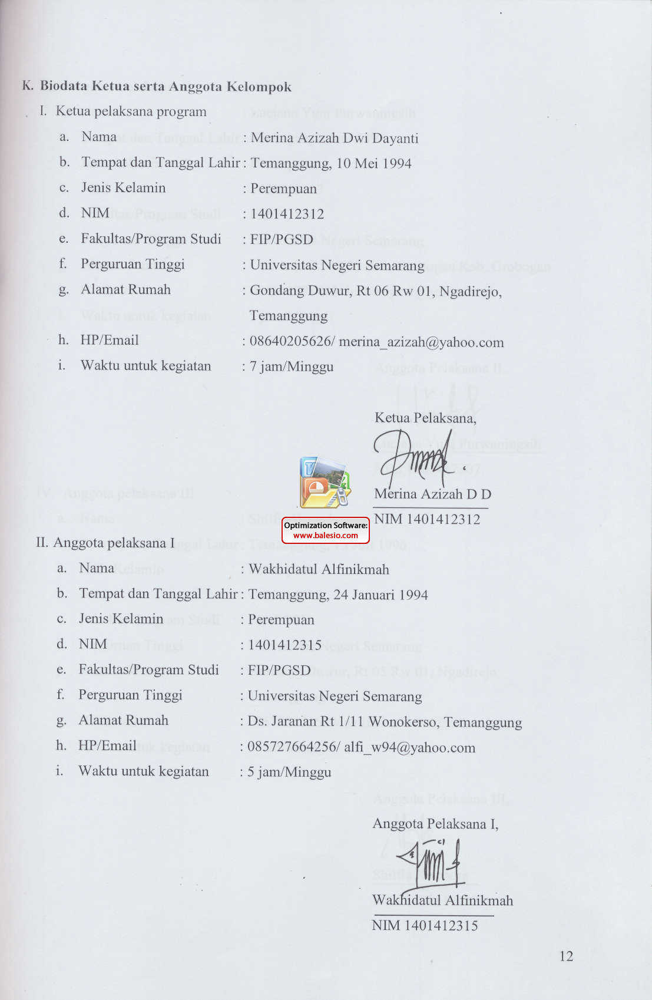 K. Biodata Ketua serta Anggota Kelompok
I. Ketua pelaksana program
a. Nama : Merina Azizah Dwi Dayanti
b. Tempat dan Tanggal Lahir : Temanggung, 10 Mei 1994
c. Jenis Kelamin : Perempuan
d. NIM : 1401412312
e. Fakultas/Program Studi : FIP/PGSD
f. Perguruan Tinggi : Universitas Negeri Semarang
g. Alamat Rumah : Gondang Duwur, Rt 06 Rw 01, Ngadirejo,
Temanggung
h. HP/Email : 08640205626/ merina_azizah@yahoo.com
i. Waktu untuk kegiatan : 7 jam/Minggu
Ketua Pelaksana,
Merina Azizah D D
NIM 1401412312
Optimization Software:
www.balesio.com
II. Anggota pelaksana I
a. Nama : Wakhidatul Alfinikmah
b. Tempat dan Tanggal Lahir : Temanggung, 24 Januari 1994
c. Jenis Kelamin : Perempuan
d. NIM : 1401412315
e. Fakultas/Program Studi : FIP/PGSD
f. Perguruan Tinggi : Universitas Negeri Semarang
g. Alamat Rumah : Ds. Jaranan Rt 1/11 Wonokerso, Temanggung
h. HP/Email : 085727664256/ alfi_w94@yahoo.com
i. Waktu untuk kegiatan : 5 jam/Minggu
Anggota Pelaksana I,
Wakhidatul Alfinikmah
NIM 1401412315
12